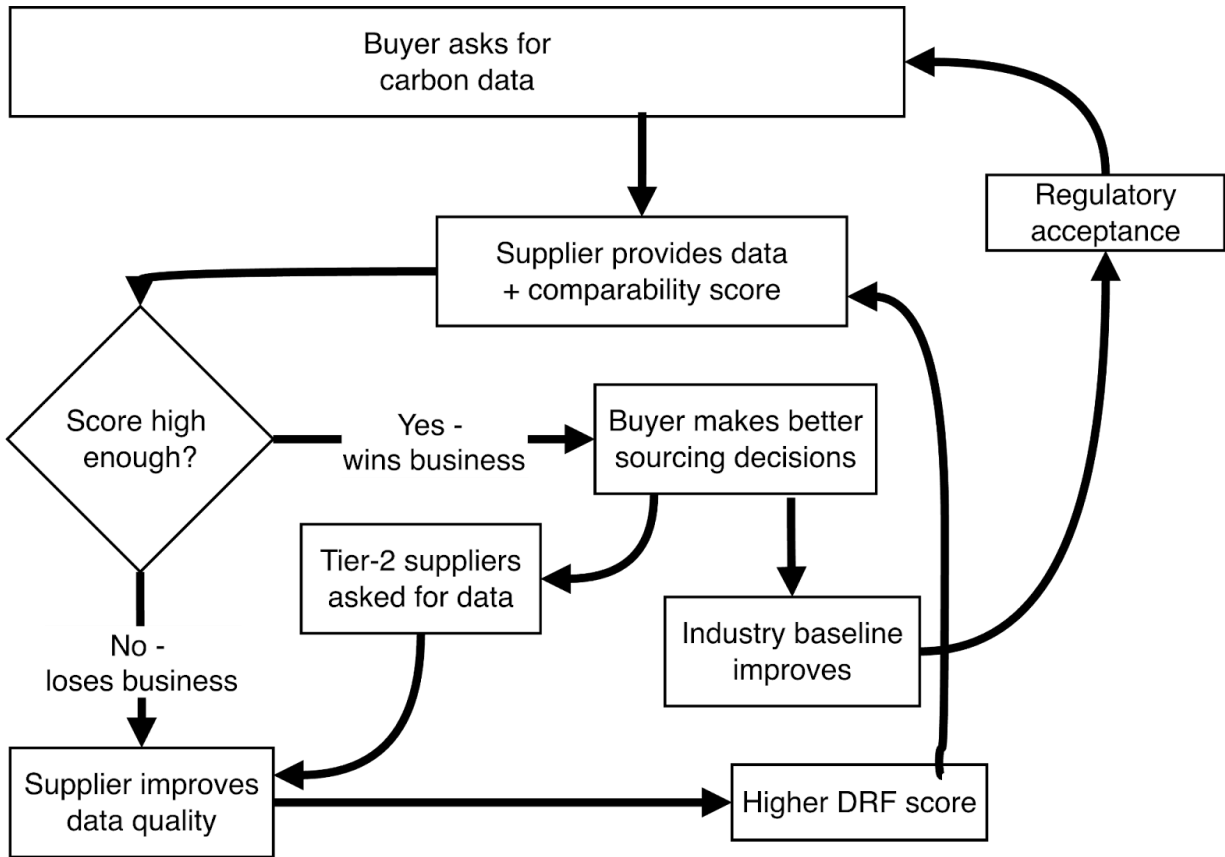 Buyer asks for
carbon data
Regulatory
acceptance
Supplier provides data
+ comparability score
Score high
enough?
Yes -
wins business
Buyer makes better
sourcing decisions
Tier-2 suppliers
asked for data
Industry baseline
improves
No -
loses business
Supplier improves
data quality
Higher DRF score